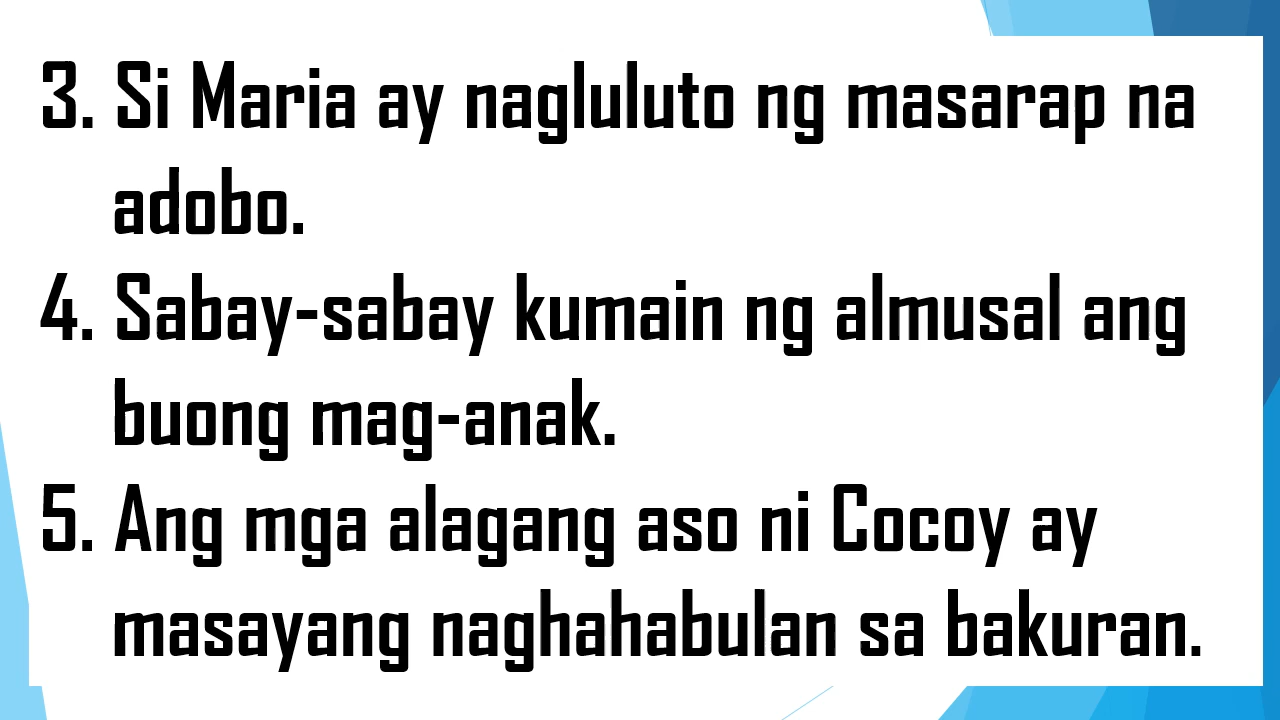 3. Si Maria ay nagluluto ng masarap na
adobo.
4. Sabay-sabay kumain ng almusal ang
buong mag-anak.
5. Ang mga alagang aso ni Cocoy ay
masayang naghahabulan sa bakuran.